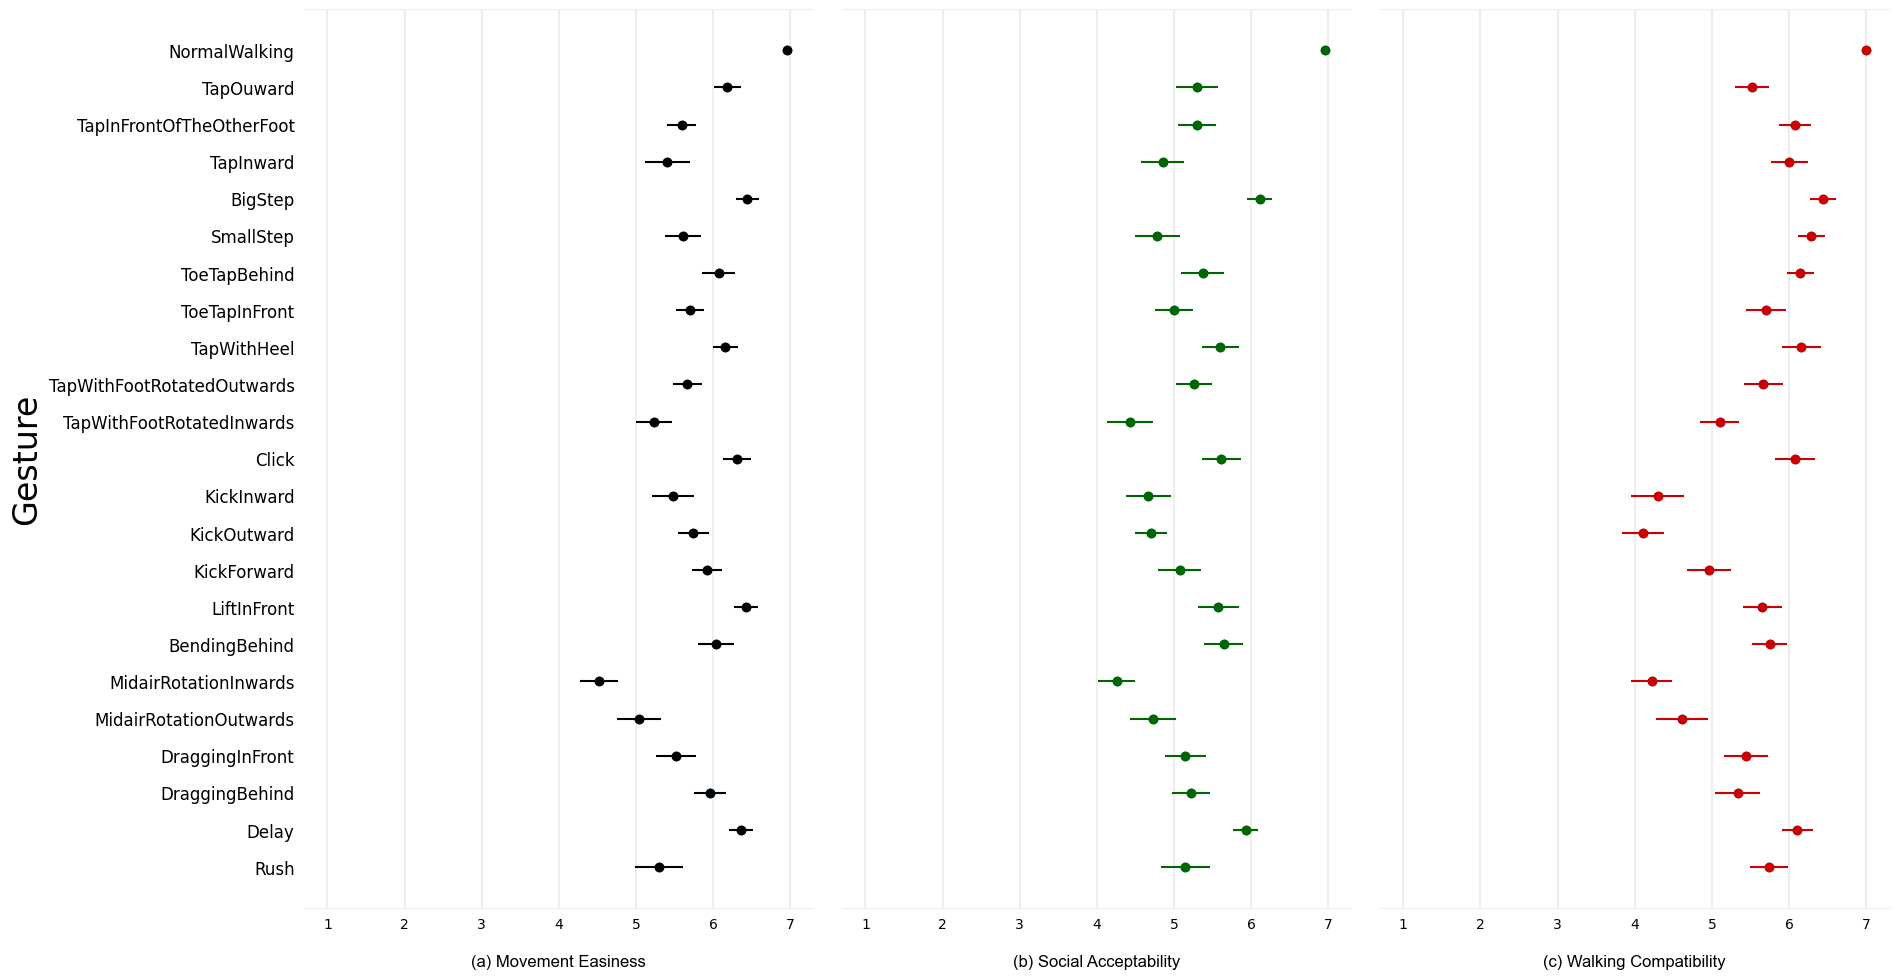 Gesture
NormalWalking
TapOuward
TapInFrontOfTheOtherFoot
TapInward
BigStep
SmallStep
ToeTapBehind
ToeTapInFront
TapWithHeel
TapWithFootRotatedOutwards
TapWithFootRotatedInwards
Click
KickInward
KickOutward
KickForward
LiftInFront
BendingBehind
MidairRotationInwards
MidairRotationOutwards
DraggingInFront
DraggingBehind
Delay
Rush
1 2 3 4 5 6 7
1 2 3 4 5 6 7
1 2 3 4 5 6 7
(a) Movement Easiness
(b) Social Acceptability
(c) Walking Compatibility